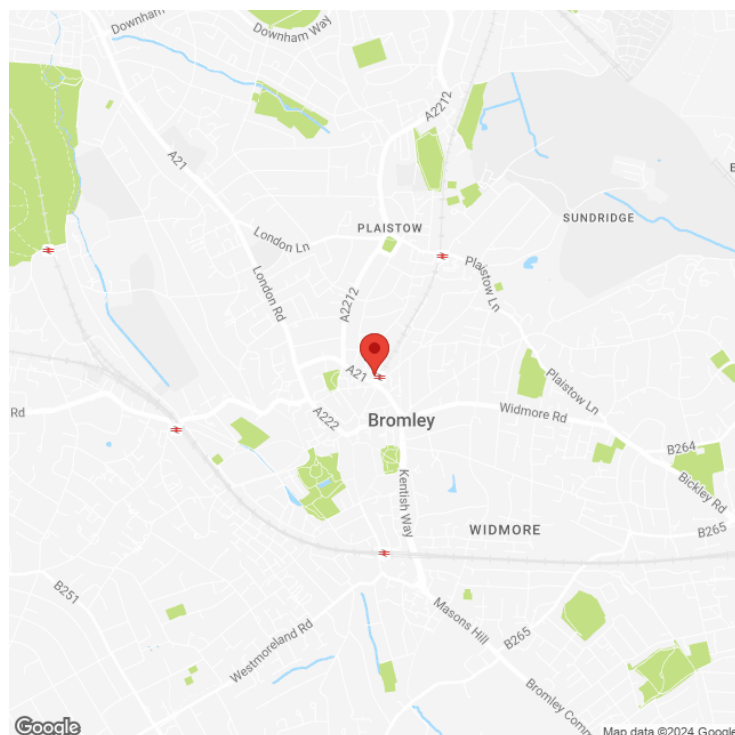 Downham
Downham Way
A2212
A21
E
SUNDRIDGE
PLAISTOW
London Ln
Plaistow Ln
London Rd
A2212
A21
Plaistow Ln
Rd
A222
Bromley
Widmore Rd
B264
Bickley Rd
Kentish Way
WIDMORE
B265
B251
Masons Hill
Westmoreland Rd
B265
Bromley Comm
Google
Map data ©2024 Google